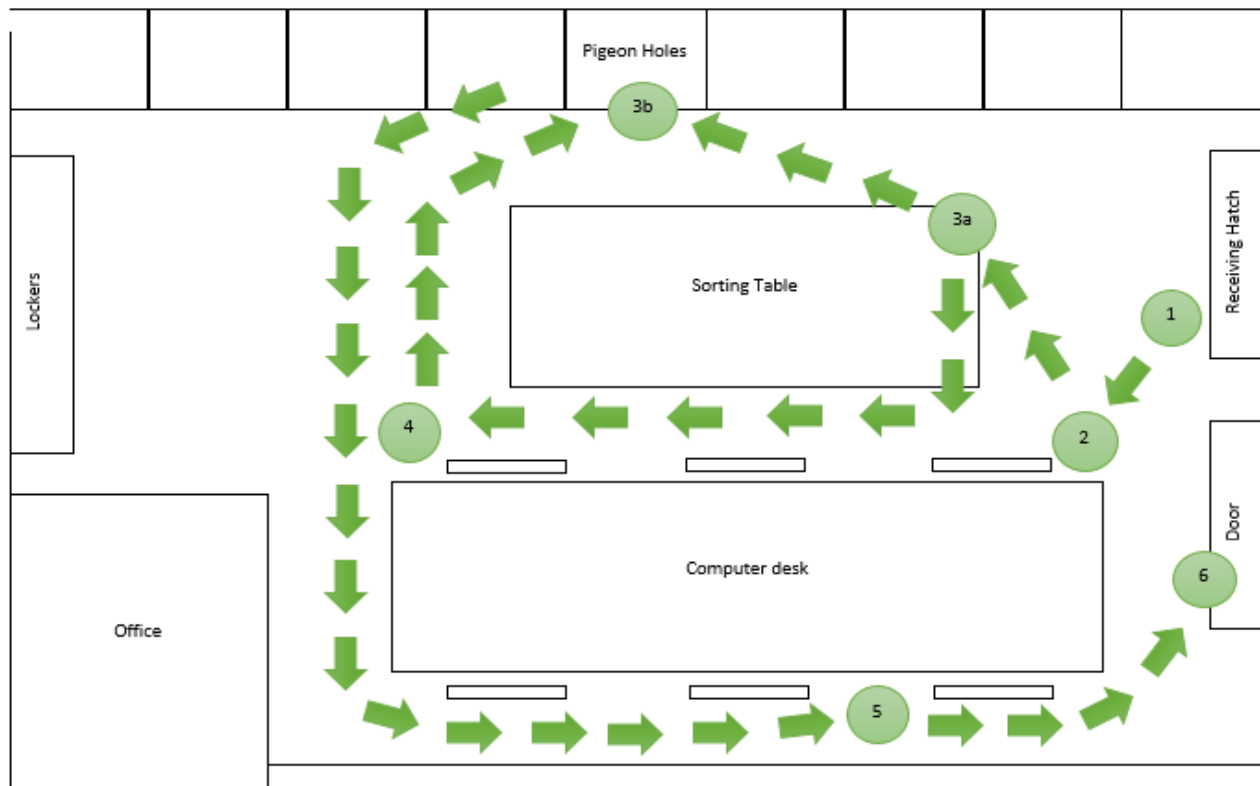 Pigeon Holes
3b
3a
Receiving Hatch
Sorting Table
Lockers
1
4
2
Door
Computer desk
6
Office
5